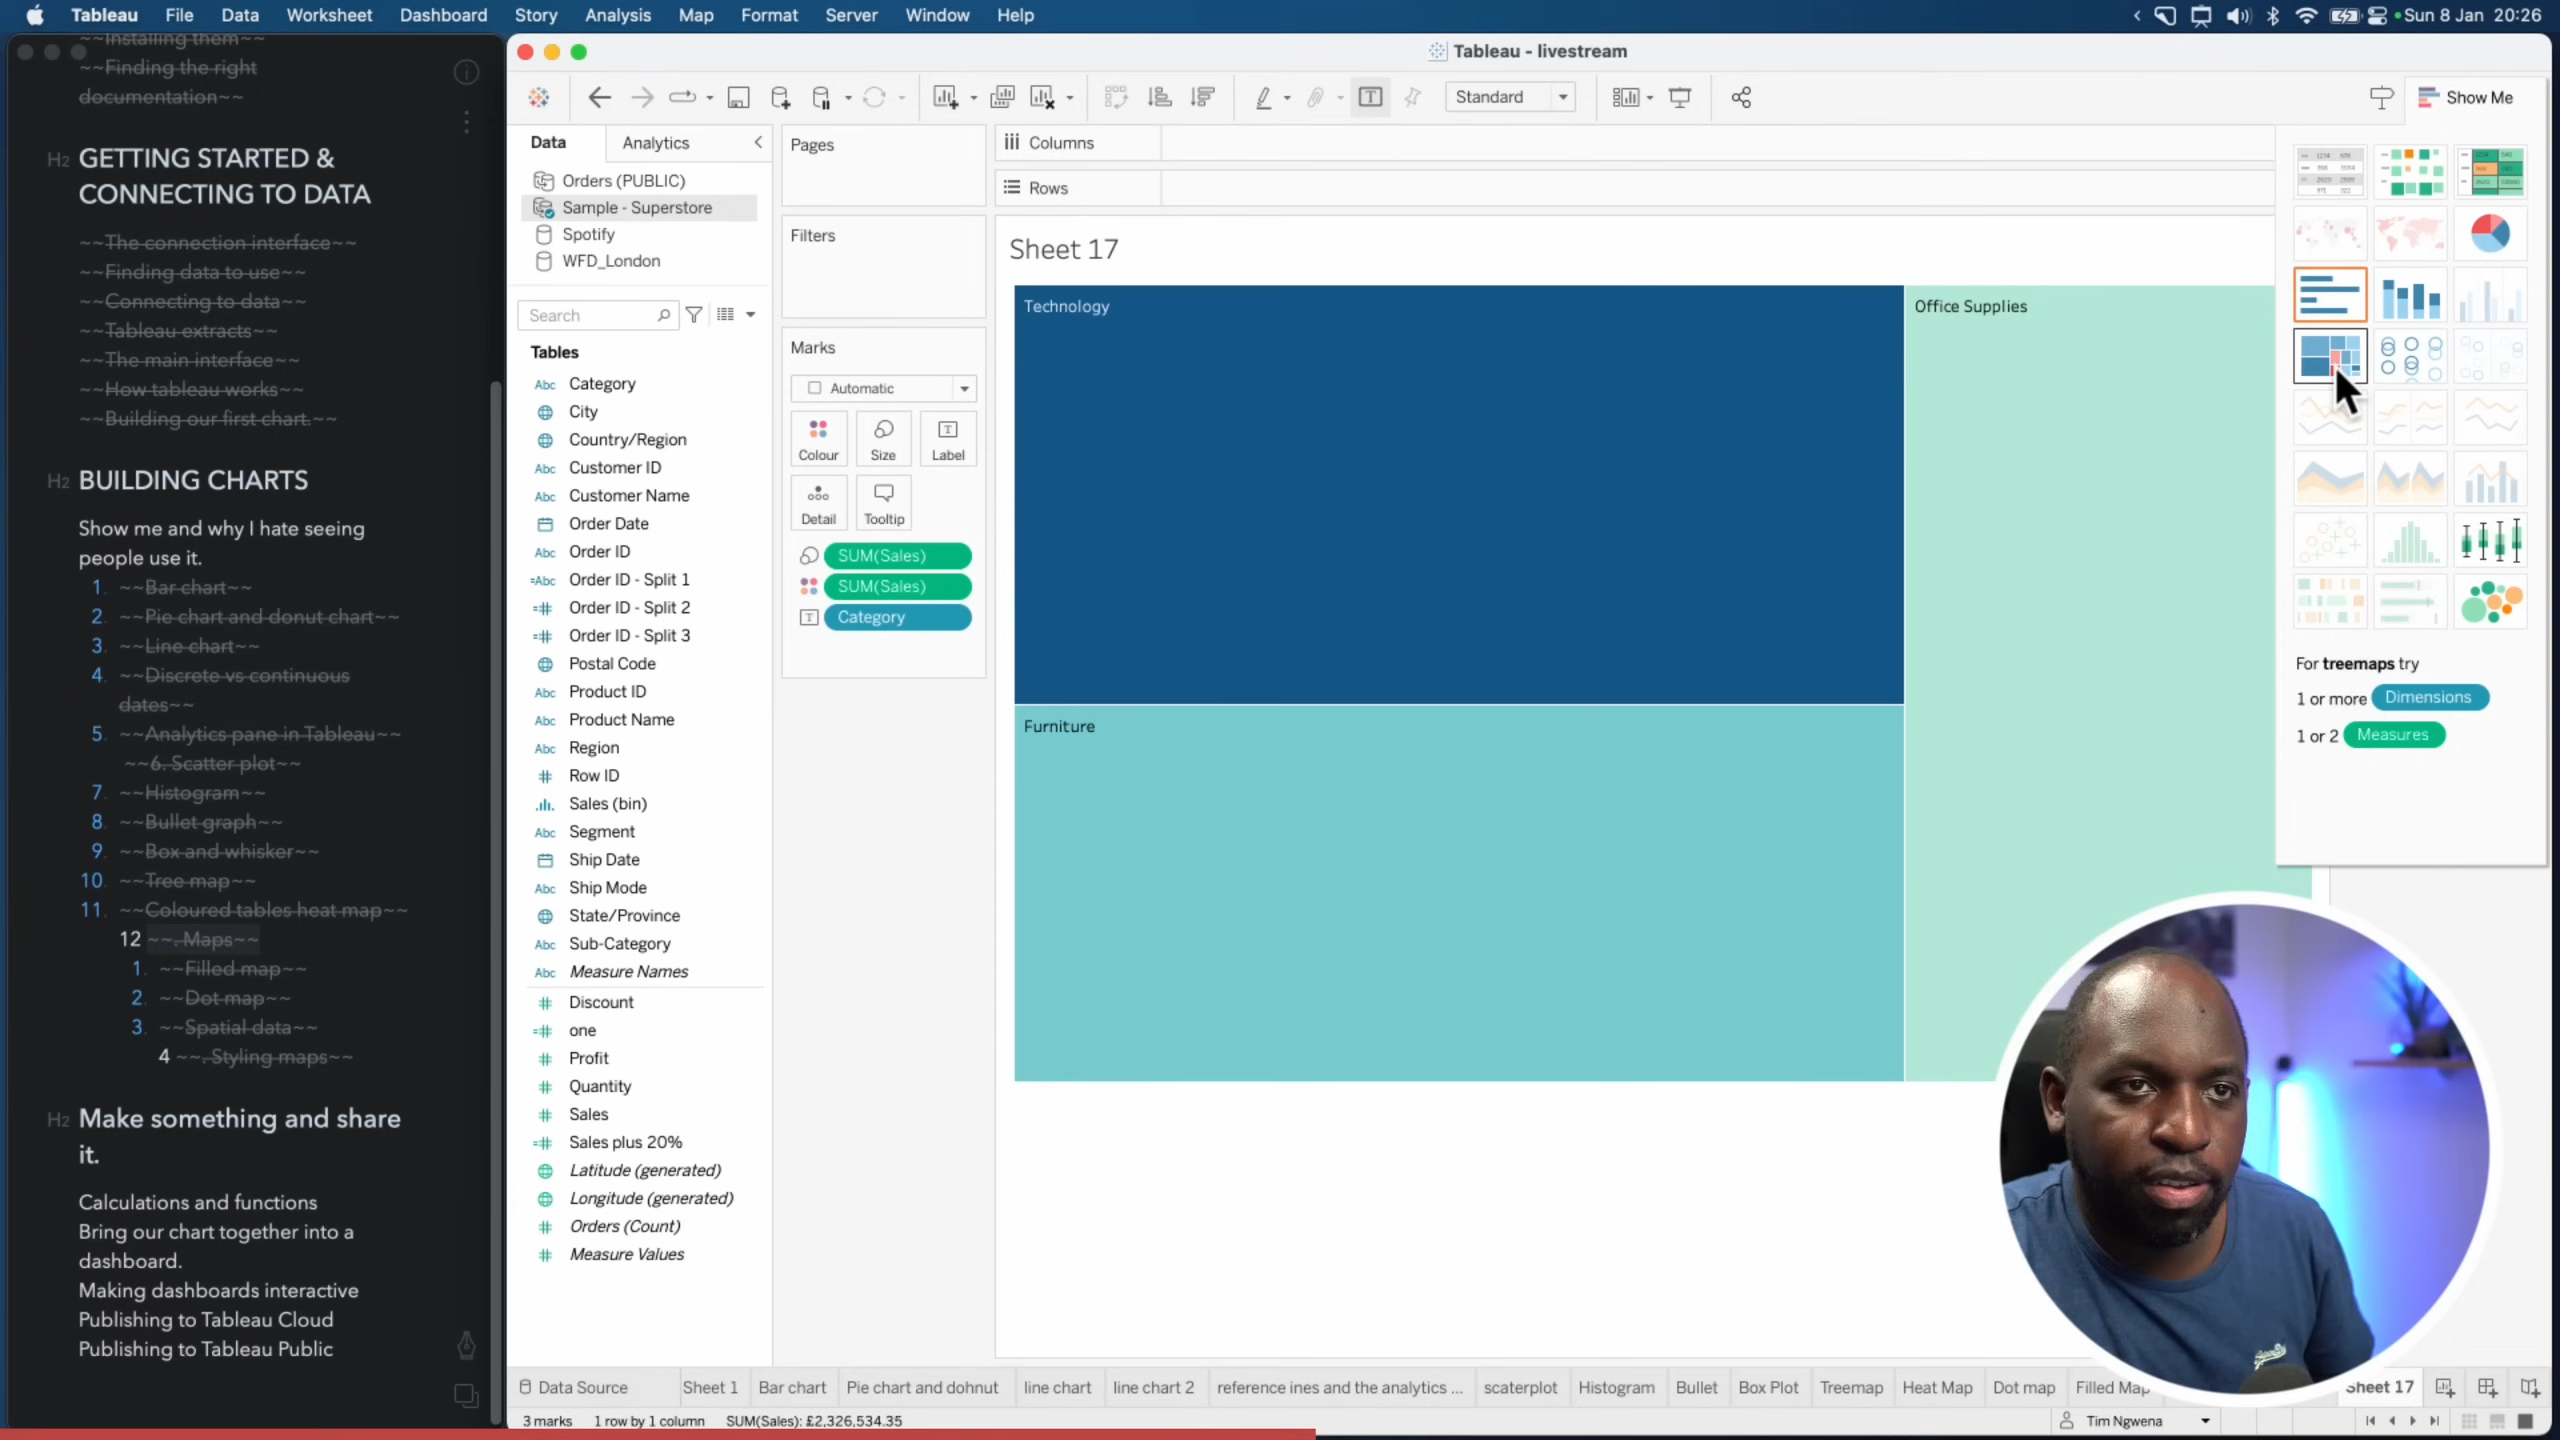 Tableau File Data Worksheet Dashboard Story Analysis Map Format Server Window Help
Sun 8 Jan 20:26
~~Installing them~~
~~Finding the right
documentation~~
H2 GETTING STARTED &
CONNECTING TO DATA
~~The connection interface~~
~~Finding data to use~~
~~Connecting to data~~
~~Tableau extracts~~
~~The main interface~~
~~How tableau works~~
~~Building our first chart.~~
H2 BUILDING CHARTS
Show me and why I hate seeing
people use it.
1. ~~Bar chart~~
2. ~~Pie chart and donut chart~~
3. ~~Line chart~~
4. ~~Discrete vs continuous
dates~~
5. ~~Analytics pane in Tableau~~
~~6. Scatter plot~~
7. ~~Histogram~~
8. ~~Bullet graph~~
9. ~~Box and whisker~~
10. ~~Tree map~~
11. ~~Coloured tables heat map~~
12 ~~. Maps~~
1. ~~Filled map~~
2. ~~Dot map~~
3. ~~Spatial data~~
4 ~~. Styling maps~~
H2 Make something and share
it.
Calculations and functions
Bring our chart together into a
dashboard.
Making dashboards interactive
Publishing to Tableau Cloud
Publishing to Tableau Public
Tableau - livestream
Standard
Show Me
Data Analytics
Orders (PUBLIC)
Sample - Superstore
Spotify
WFD_London
Search
Tables
Abc Category
City
Country/Region
Abc Customer ID
Abc Customer Name
Order Date
Abc Order ID
=Abc Order ID - Split 1
=# Order ID - Split 2
=# Order ID - Split 3
Postal Code
Abc Product ID
Abc Product Name
Abc Region
# Row ID
Sales (bin)
Abc Segment
Ship Date
Abc Ship Mode
State/Province
Abc Sub-Category
Abc Measure Names
# Discount
=# one
# Profit
# Quantity
# Sales
=# Sales plus 20%
Latitude (generated)
Longitude (generated)
# Orders (Count)
# Measure Values
Pages
Filters
Marks
Automatic
Colour Size Label
Detail Tooltip
SUM(Sales)
SUM(Sales)
Category
Columns
Rows
Sheet 17
Technology
Office Supplies
Furniture
For treemaps try
1 or more Dimensions
1 or 2 Measures
Data Source Sheet 1 Bar chart Pie chart and dohnut line chart line chart 2 reference ines and the analytics ... scaterplot Histogram Bullet Box Plot Treemap Heat Map Dot map Filled Map Sheet 17
3 marks 1 row by 1 column SUM(Sales): £2,326,534.35
Tim Ngwena